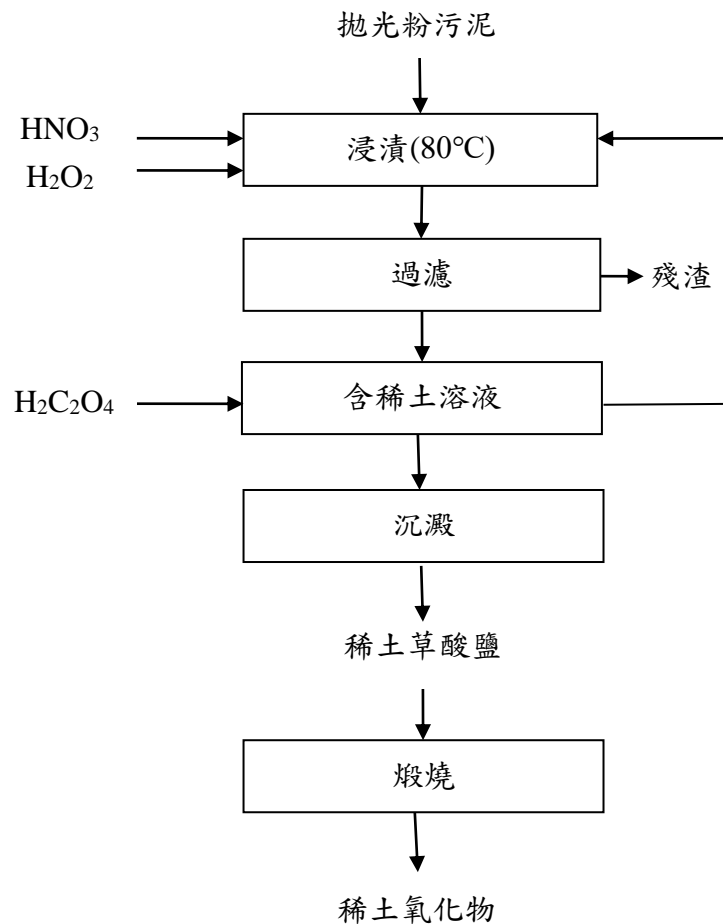 拋光粉污泥
HNO₃
H₂O₂
浸漬(80°C)
過濾
殘渣
H₂C₂O₄
含稀土溶液
沉澱
稀土草酸鹽
煅燒
稀土氧化物